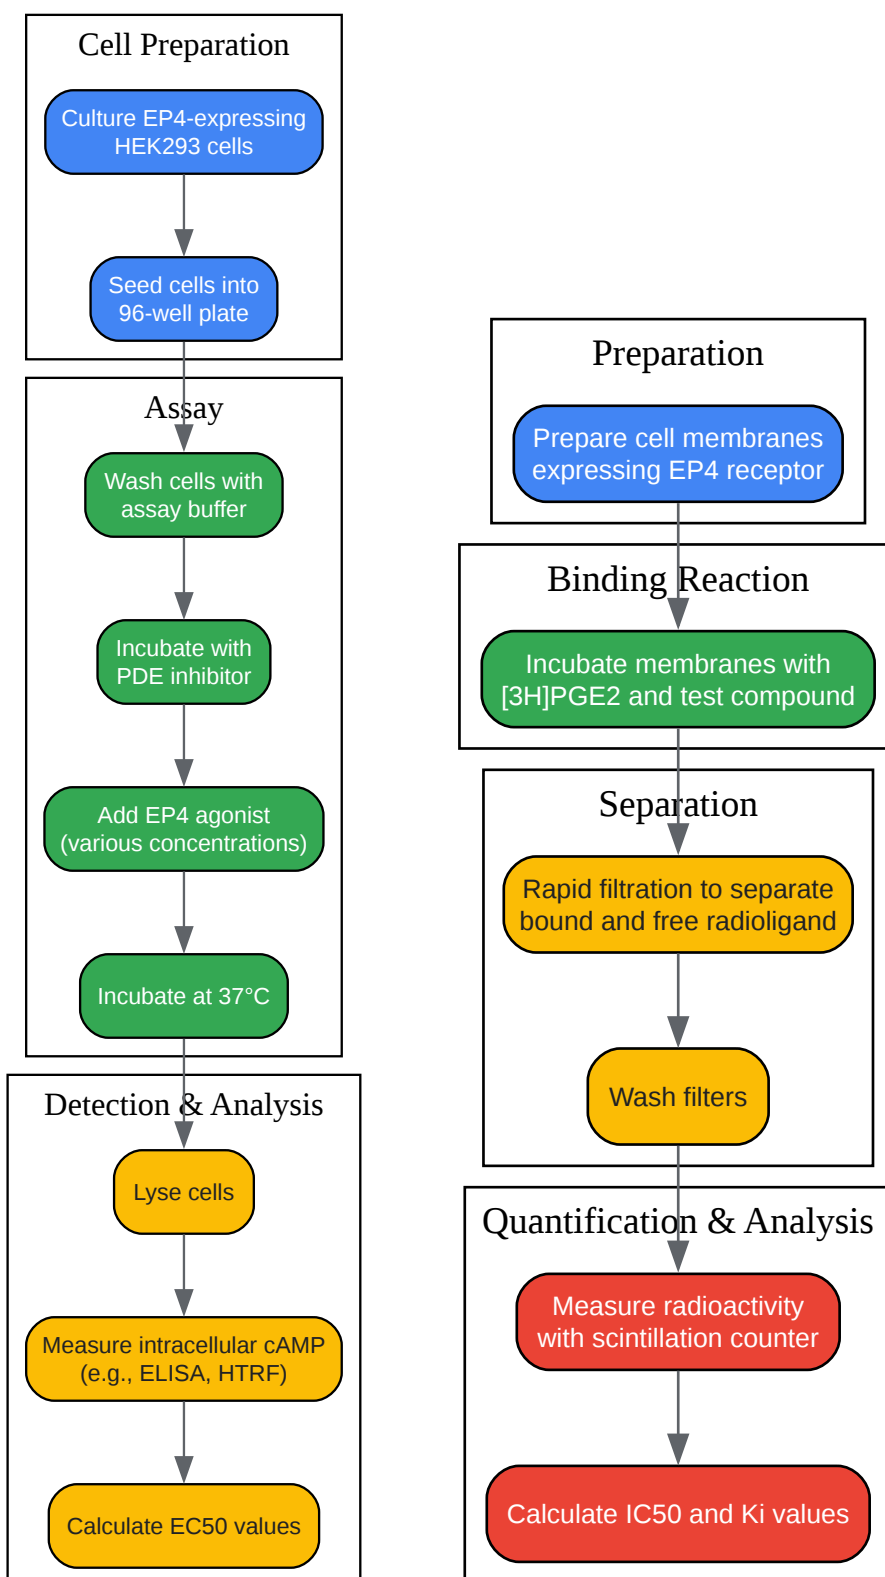 Cell Preparation
Culture EP4-expressing
HEK293 cells
Seed cells into
96-well plate
Assay
Wash cells with
assay buffer
Incubate with
PDE inhibitor
Add EP4 agonist
(various concentrations)
Incubate at 37°C
Detection & Analysis
Lyse cells
Measure intracellular cAMP
(e.g., ELISA, HTRF)
Calculate EC50 values
Preparation
Prepare cell membranes
expressing EP4 receptor
Binding Reaction
Incubate membranes with
[3H]PGE2 and test compound
Separation
Rapid filtration to separate
bound and free radioligand
Wash filters
Quantification & Analysis
Measure radioactivity
with scintillation counter
Calculate IC50 and Ki values